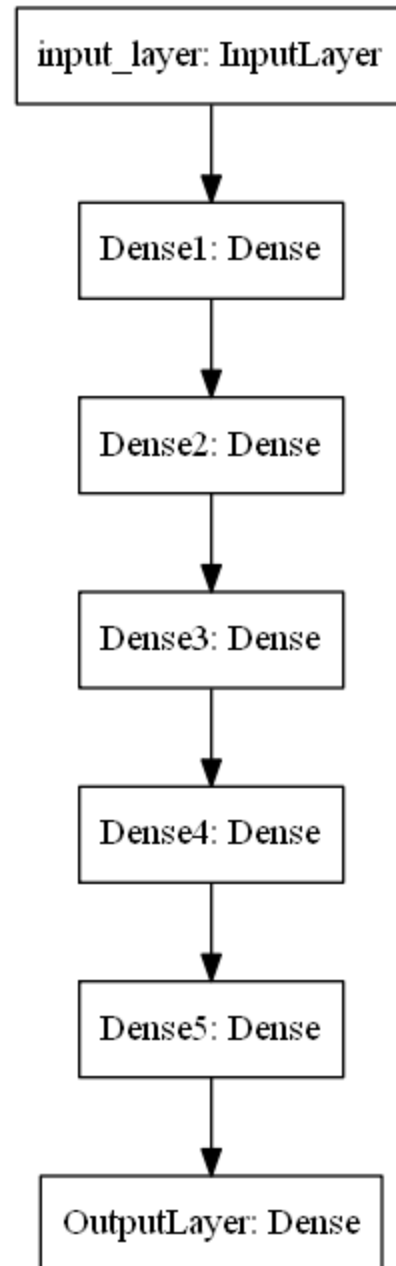 input_layer: InputLayer
Dense1: Dense
Dense2: Dense
Dense3: Dense
Dense4: Dense
Dense5: Dense
OutputLayer: Dense